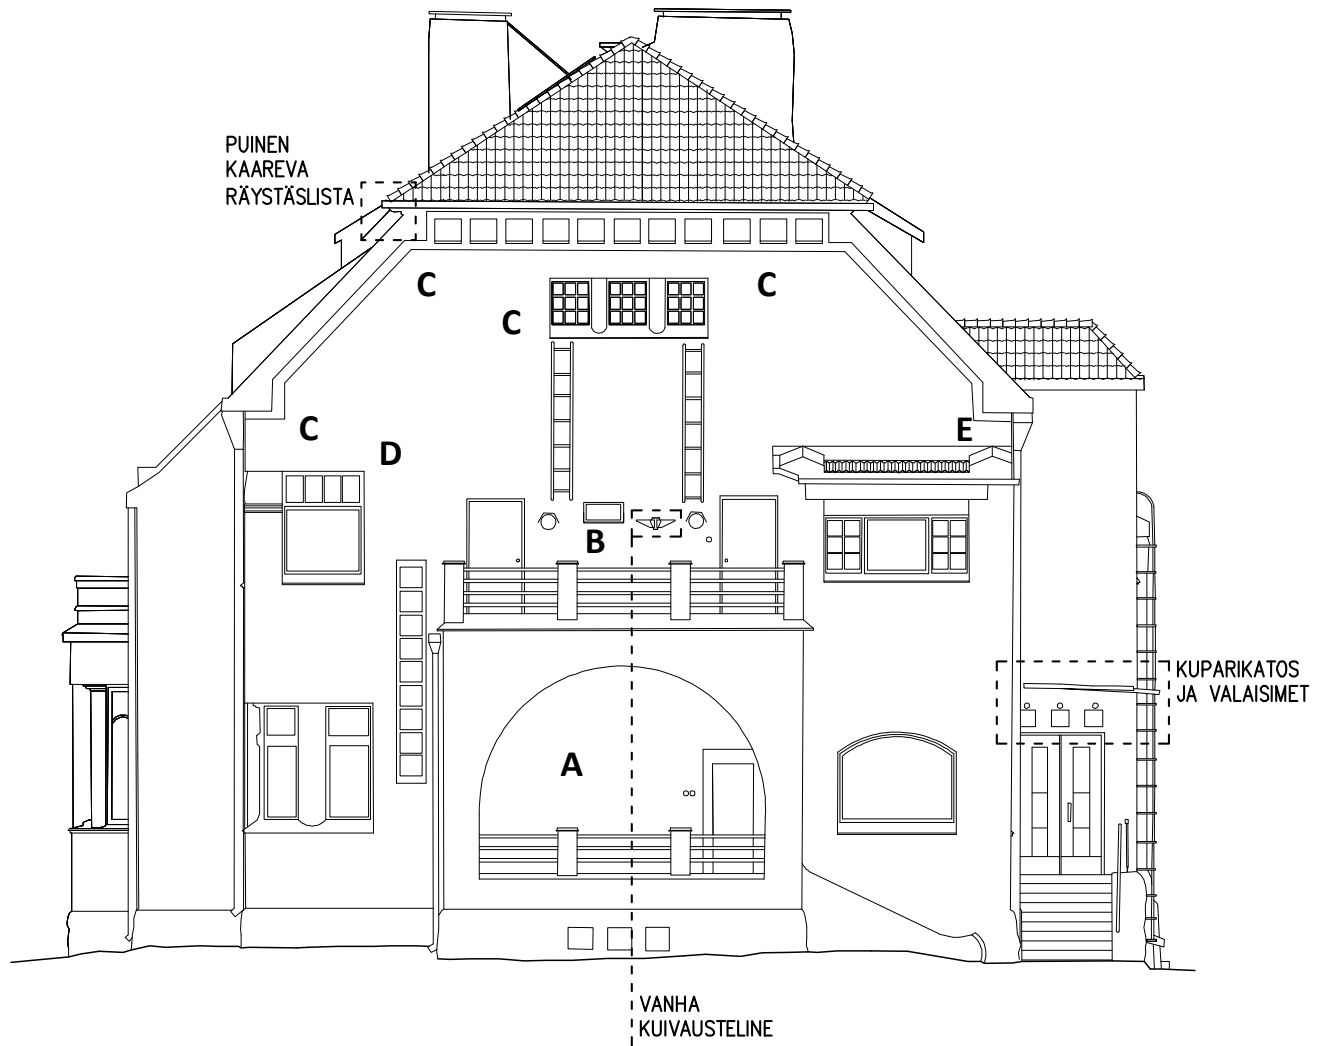 PUINEN
KAAREVA
RÄYSTÄSLISTA
C
C
C
C
D
E
B
KUPARIKATOS
JA VALAISIMET
A
VANHA
KUIVAUSTELINE